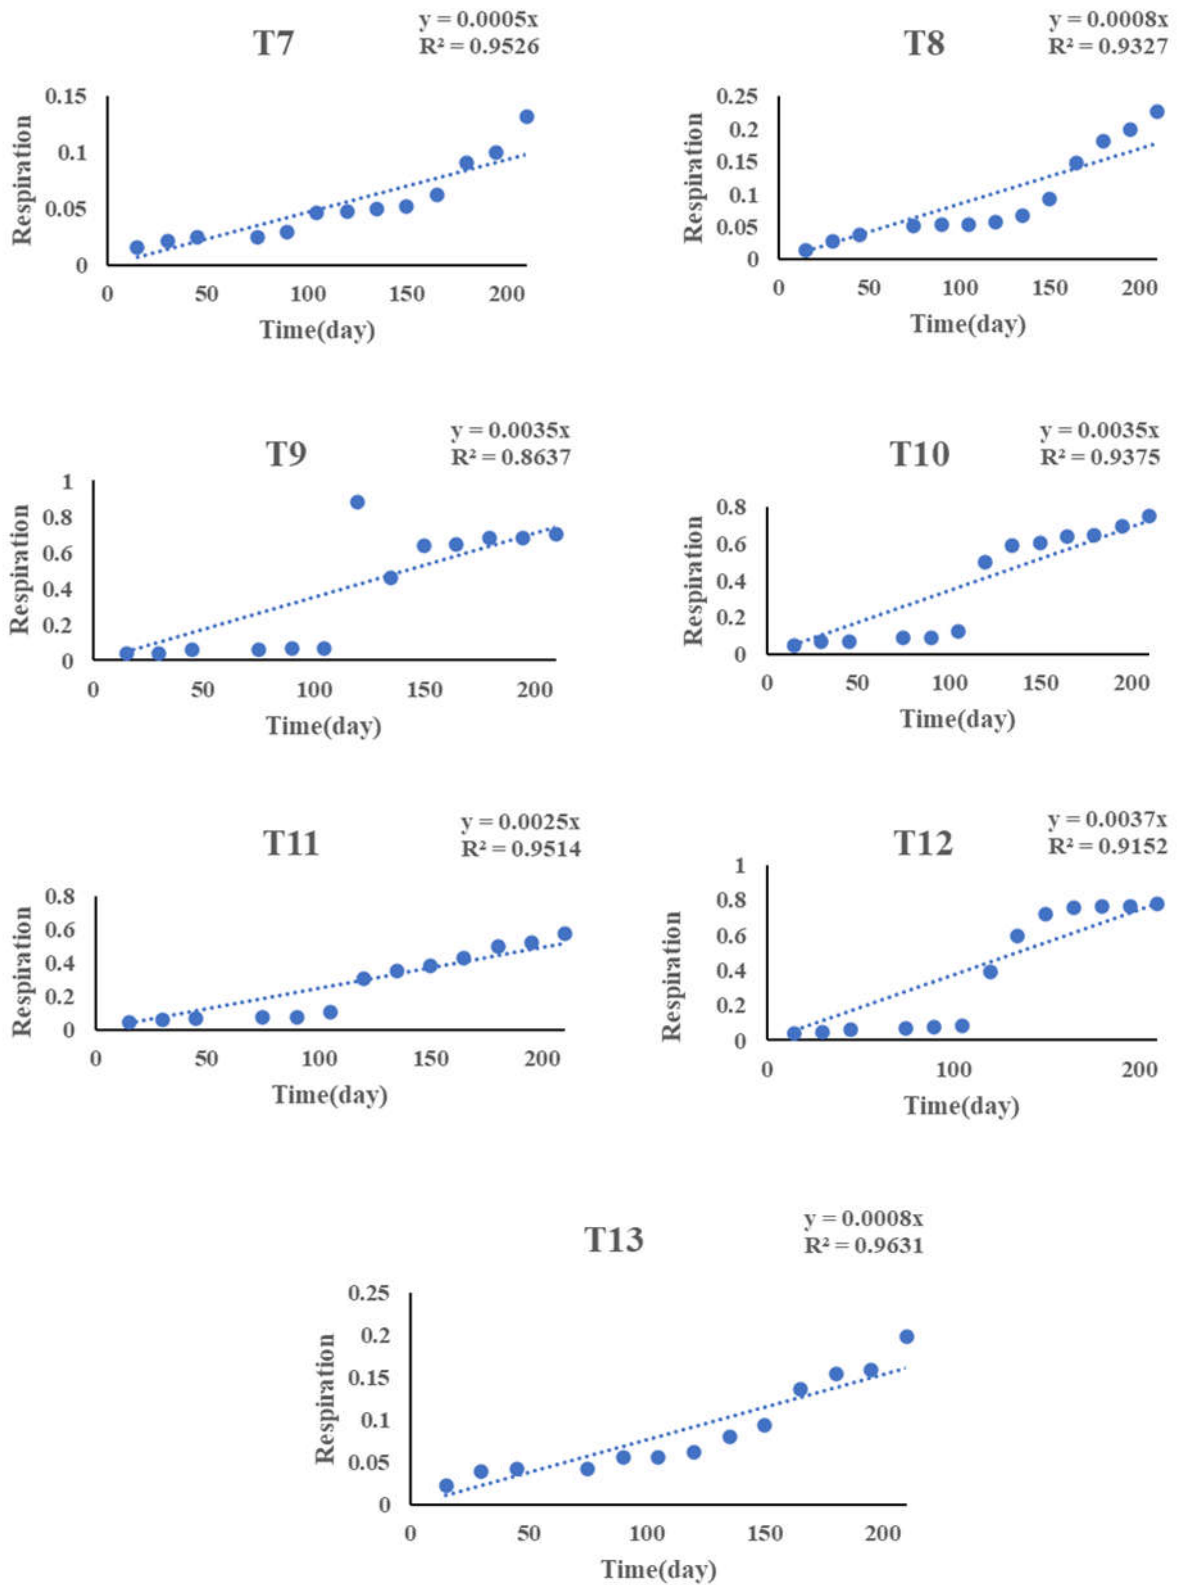 T7
y = 0.0005x
R² = 0.9526
0.15
0.1
0.05
0
Respiration
0 50 100 150 200
Time(day)
T8
y = 0.0008x
R² = 0.9327
0.25
0.2
0.15
0.1
0.05
0
Respiration
0 50 100 150 200
Time(day)
T9
y = 0.0035x
R² = 0.8637
1
0.8
0.6
0.4
0.2
0
Respiration
0 50 100 150 200
Time(day)
T10
y = 0.0035x
R² = 0.9375
0.8
0.6
0.4
0.2
0
Respiration
0 50 100 150 200
Time(day)
T11
y = 0.0025x
R² = 0.9514
0.8
0.6
0.4
0.2
0
Respiration
0 50 100 150 200
Time(day)
T12
y = 0.0037x
R² = 0.9152
1
0.8
0.6
0.4
0.2
0
Respiration
0 100 200
Time(day)
T13
y = 0.0008x
R² = 0.9631
0.25
0.2
0.15
0.1
0.05
0
Respiration
0 50 100 150 200
Time(day)